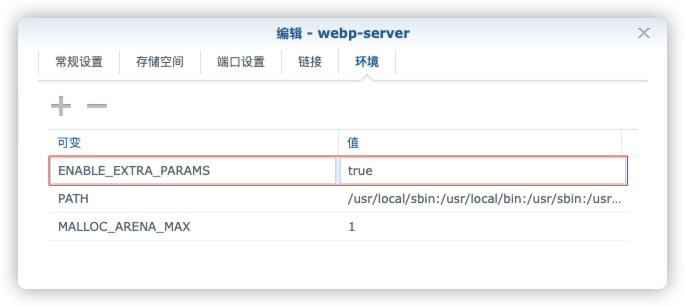 编辑 - webp-server
常规设置 存储空间 端口设置 链接 环境
可变 值
ENABLE_EXTRA_PARAMS true
PATH /usr/local/sbin:/usr/local/bin:/usr/sbin:/usr...
MALLOC_ARENA_MAX 1